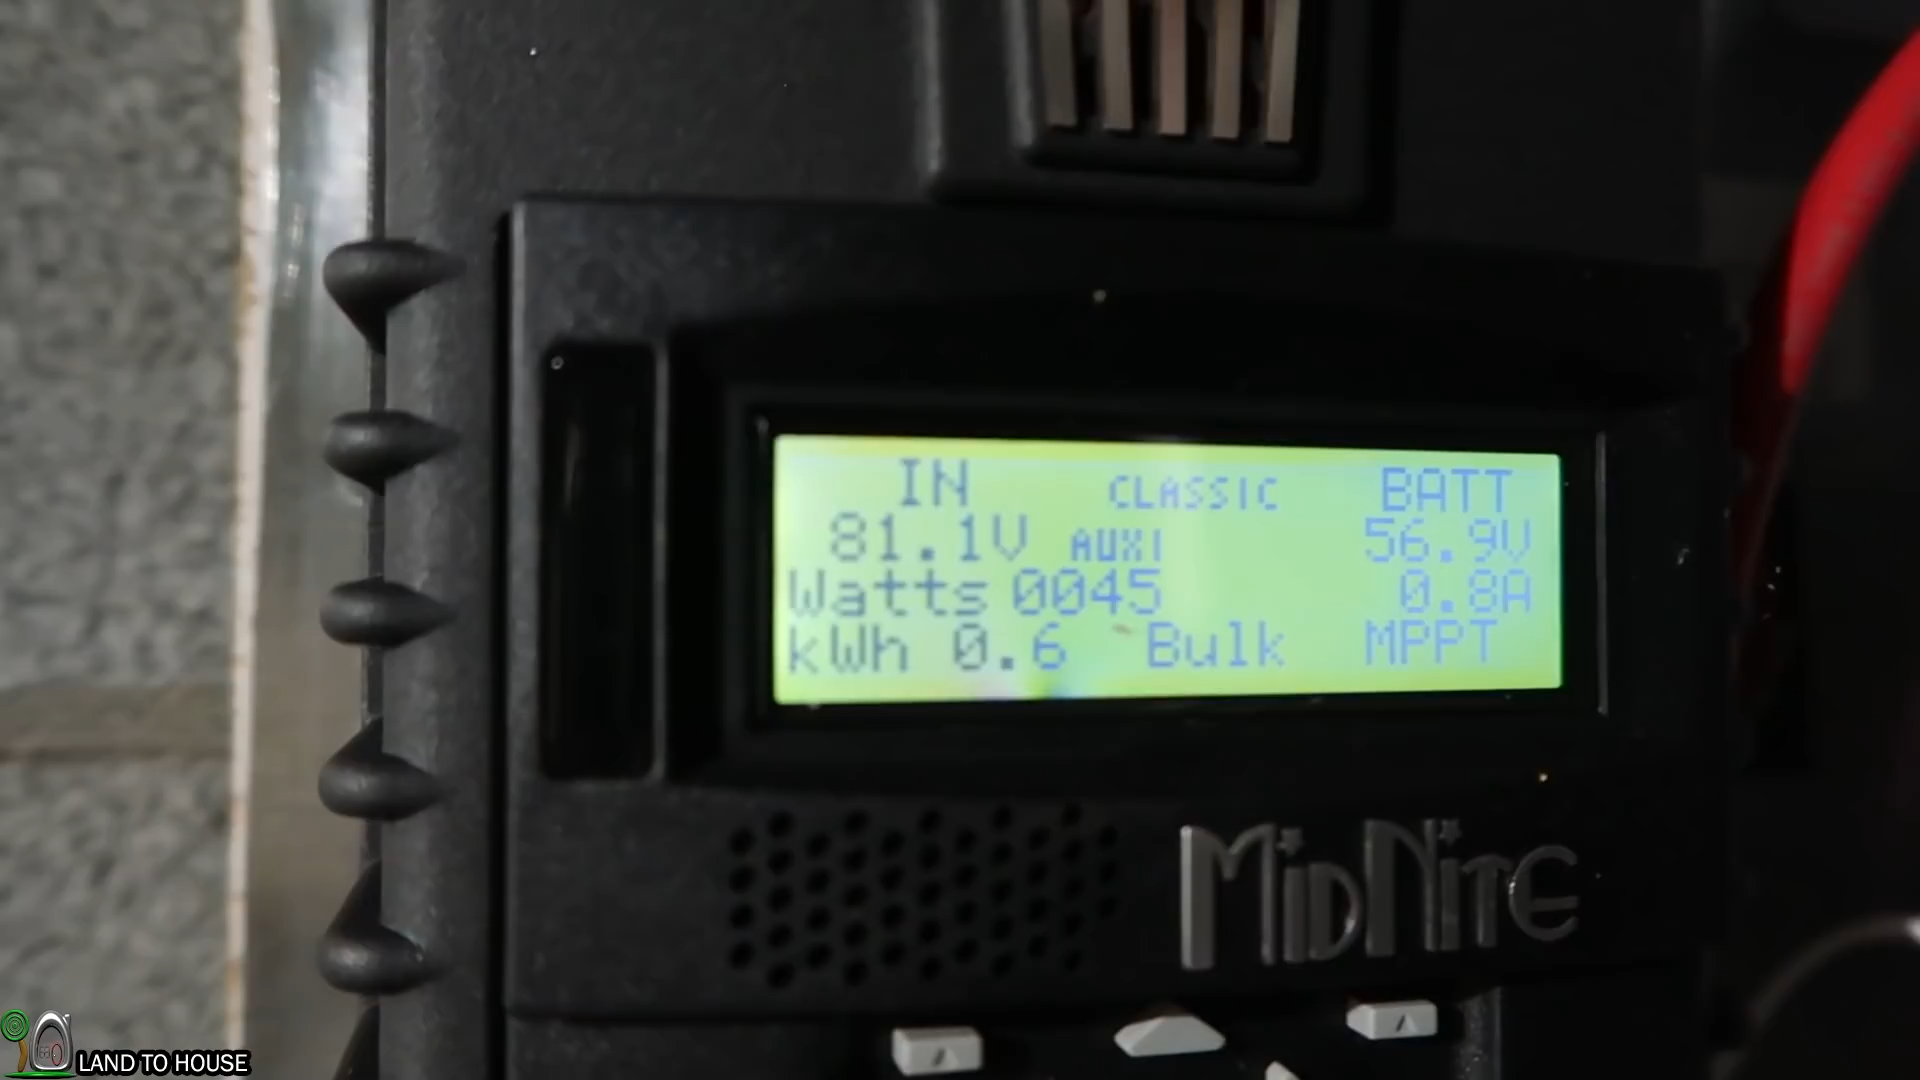 IN CLASSIC BATT
81.1V AUX1 56.9V
Watts 0045 0.8A
kWh 0.6 Bulk MPPT
MIDNITE
LAND TO HOUSE